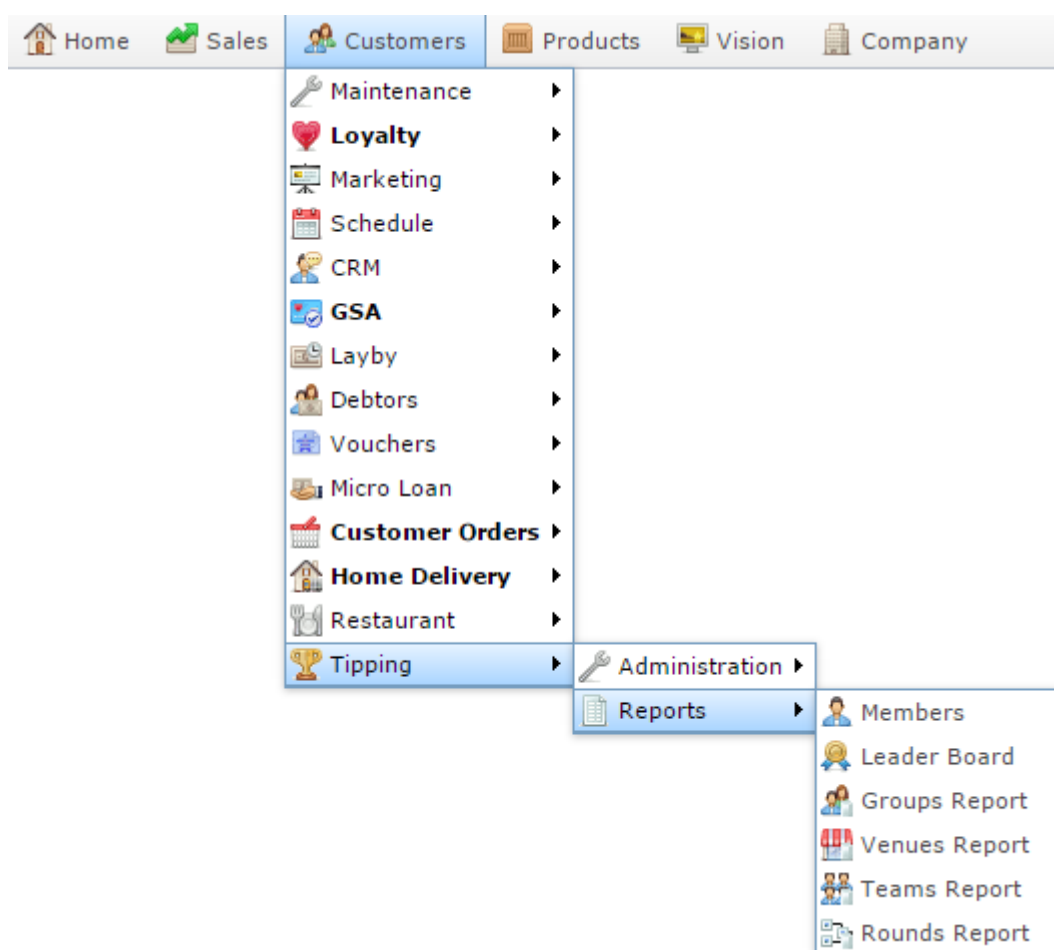 Home Sales Customers Products Vision Company
Maintenance
Loyalty
Marketing
Schedule
CRM
GSA
Layby
Debtors
Vouchers
Micro Loan
Customer Orders
Home Delivery
Restaurant
Tipping
Administration
Reports
Members
Leader Board
Groups Report
Venues Report
Teams Report
Rounds Report